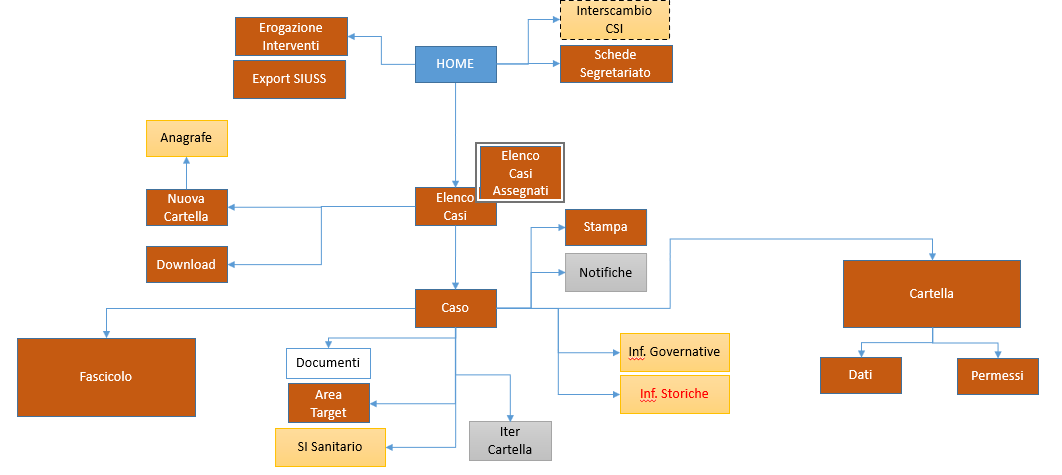 Interscambio
CSI
Erogazione
Interventi
HOME
Schede
Segretariato
Export SIUSS
Anagrafe
Elenco
Casi
Assegnati
Nuova
Cartella
Elenco
Casi
Stampa
Download
Notifiche
Cartella
Caso
Fascicolo
Documenti
Inf. Governative
Dati
Permessi
Area
Target
Inf. Storiche
Iter
Cartella
SI Sanitario